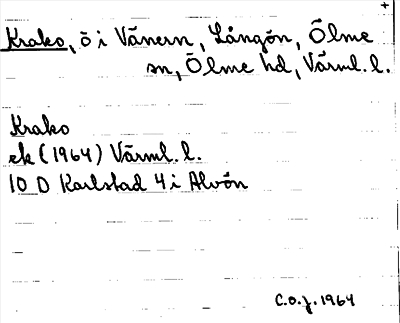 +
Krako, ö i Vänern, Långön, Ölme
sn, Ölme hd, Värml. l.
Krako
ek (1964) Värml. l.
10 D Karlstad 4 i Alvön
C.O.J. 1964